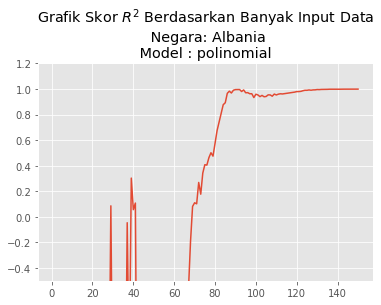 Grafik Skor R² Berdasarkan Banyak Input Data
Negara: Albania
Model : polinomial
1.2
1.0
0.8
0.6
0.4
0.2
0.0
−0.2
−0.4
0 20 40 60 80 100 120 140